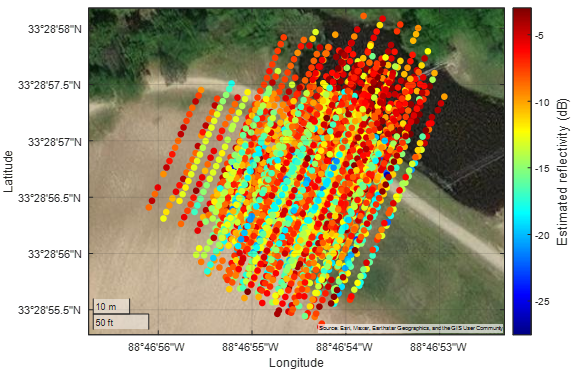 33°28'58"N
33°28'57.5"N
33°28'57"N
33°28'56.5"N
33°28'56"N
33°28'55.5"N
Latitude
10 m
50 ft
Source: Esri, Maxar, Earthstar Geographics, and the GIS User Community
88°46'56"W 88°46'55"W 88°46'54"W 88°46'53"W
Longitude
-5
-10
-15
-20
-25
Estimated reflectivity (dB)